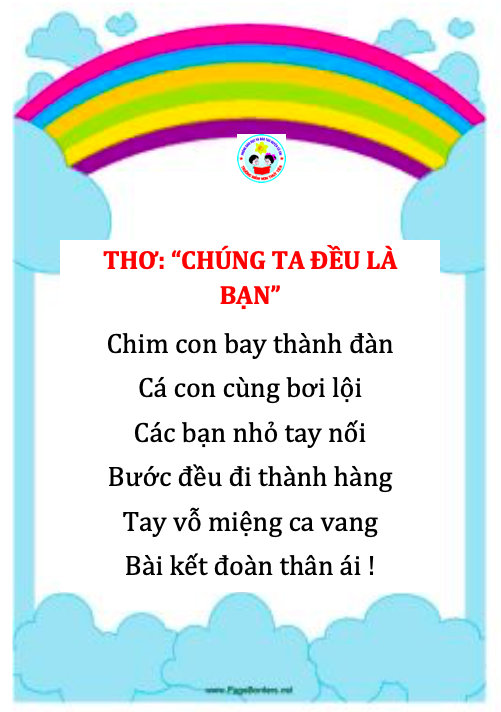 THƠ: “CHÚNG TA ĐỀU LÀ
BẠN”
Chim con bay thành đàn
Cá con cùng bơi lội
Các bạn nhỏ tay nối
Bước đều đi thành hàng
Tay vỗ miệng ca vang
Bài kết đoàn thân ái !
www.PageBorders.net